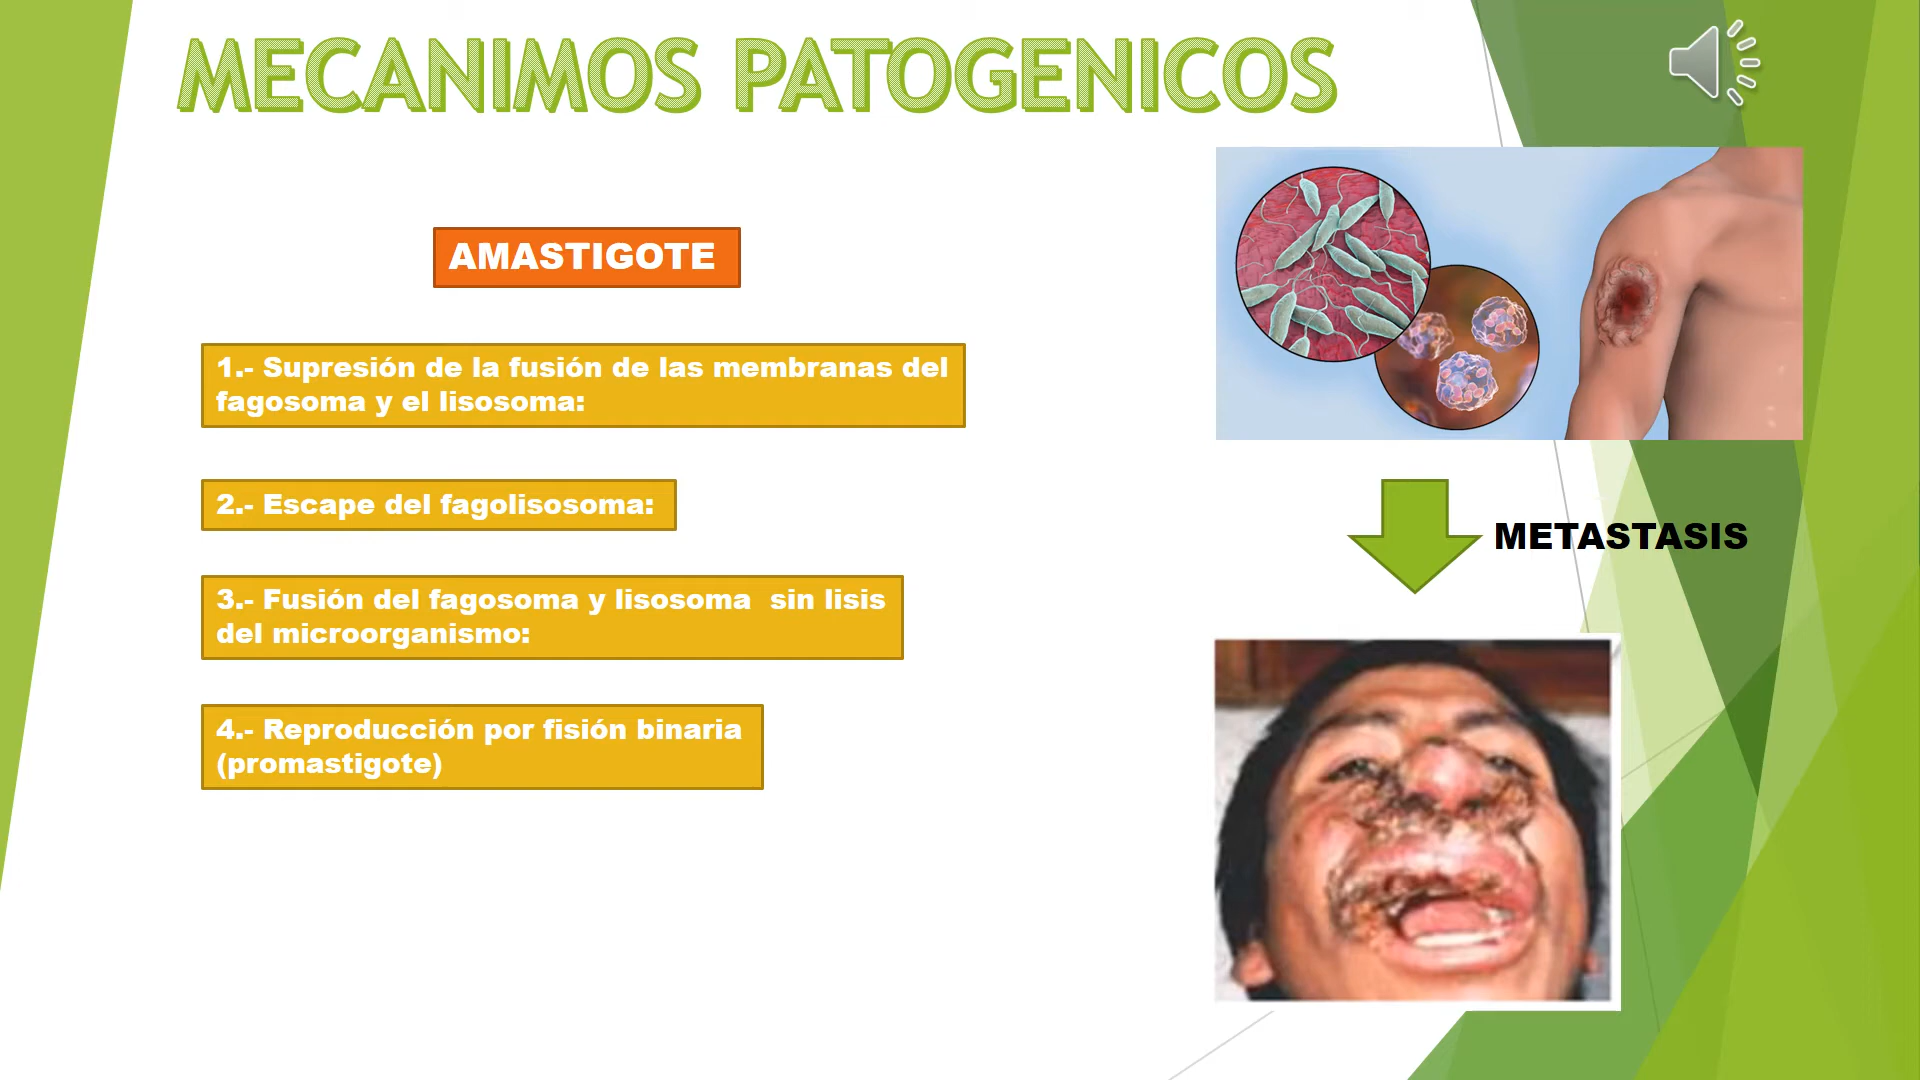 MECANIMOS PATOGENICOS
AMASTIGOTE
1.- Supresión de la fusión de las membranas del
fagosoma y el lisosoma:
2.- Escape del fagolisosoma:
3.- Fusión del fagosoma y lisosoma  sin lisis
del microorganismo:
4.- Reproducción por fisión binaria
(promastigote)
METASTASIS